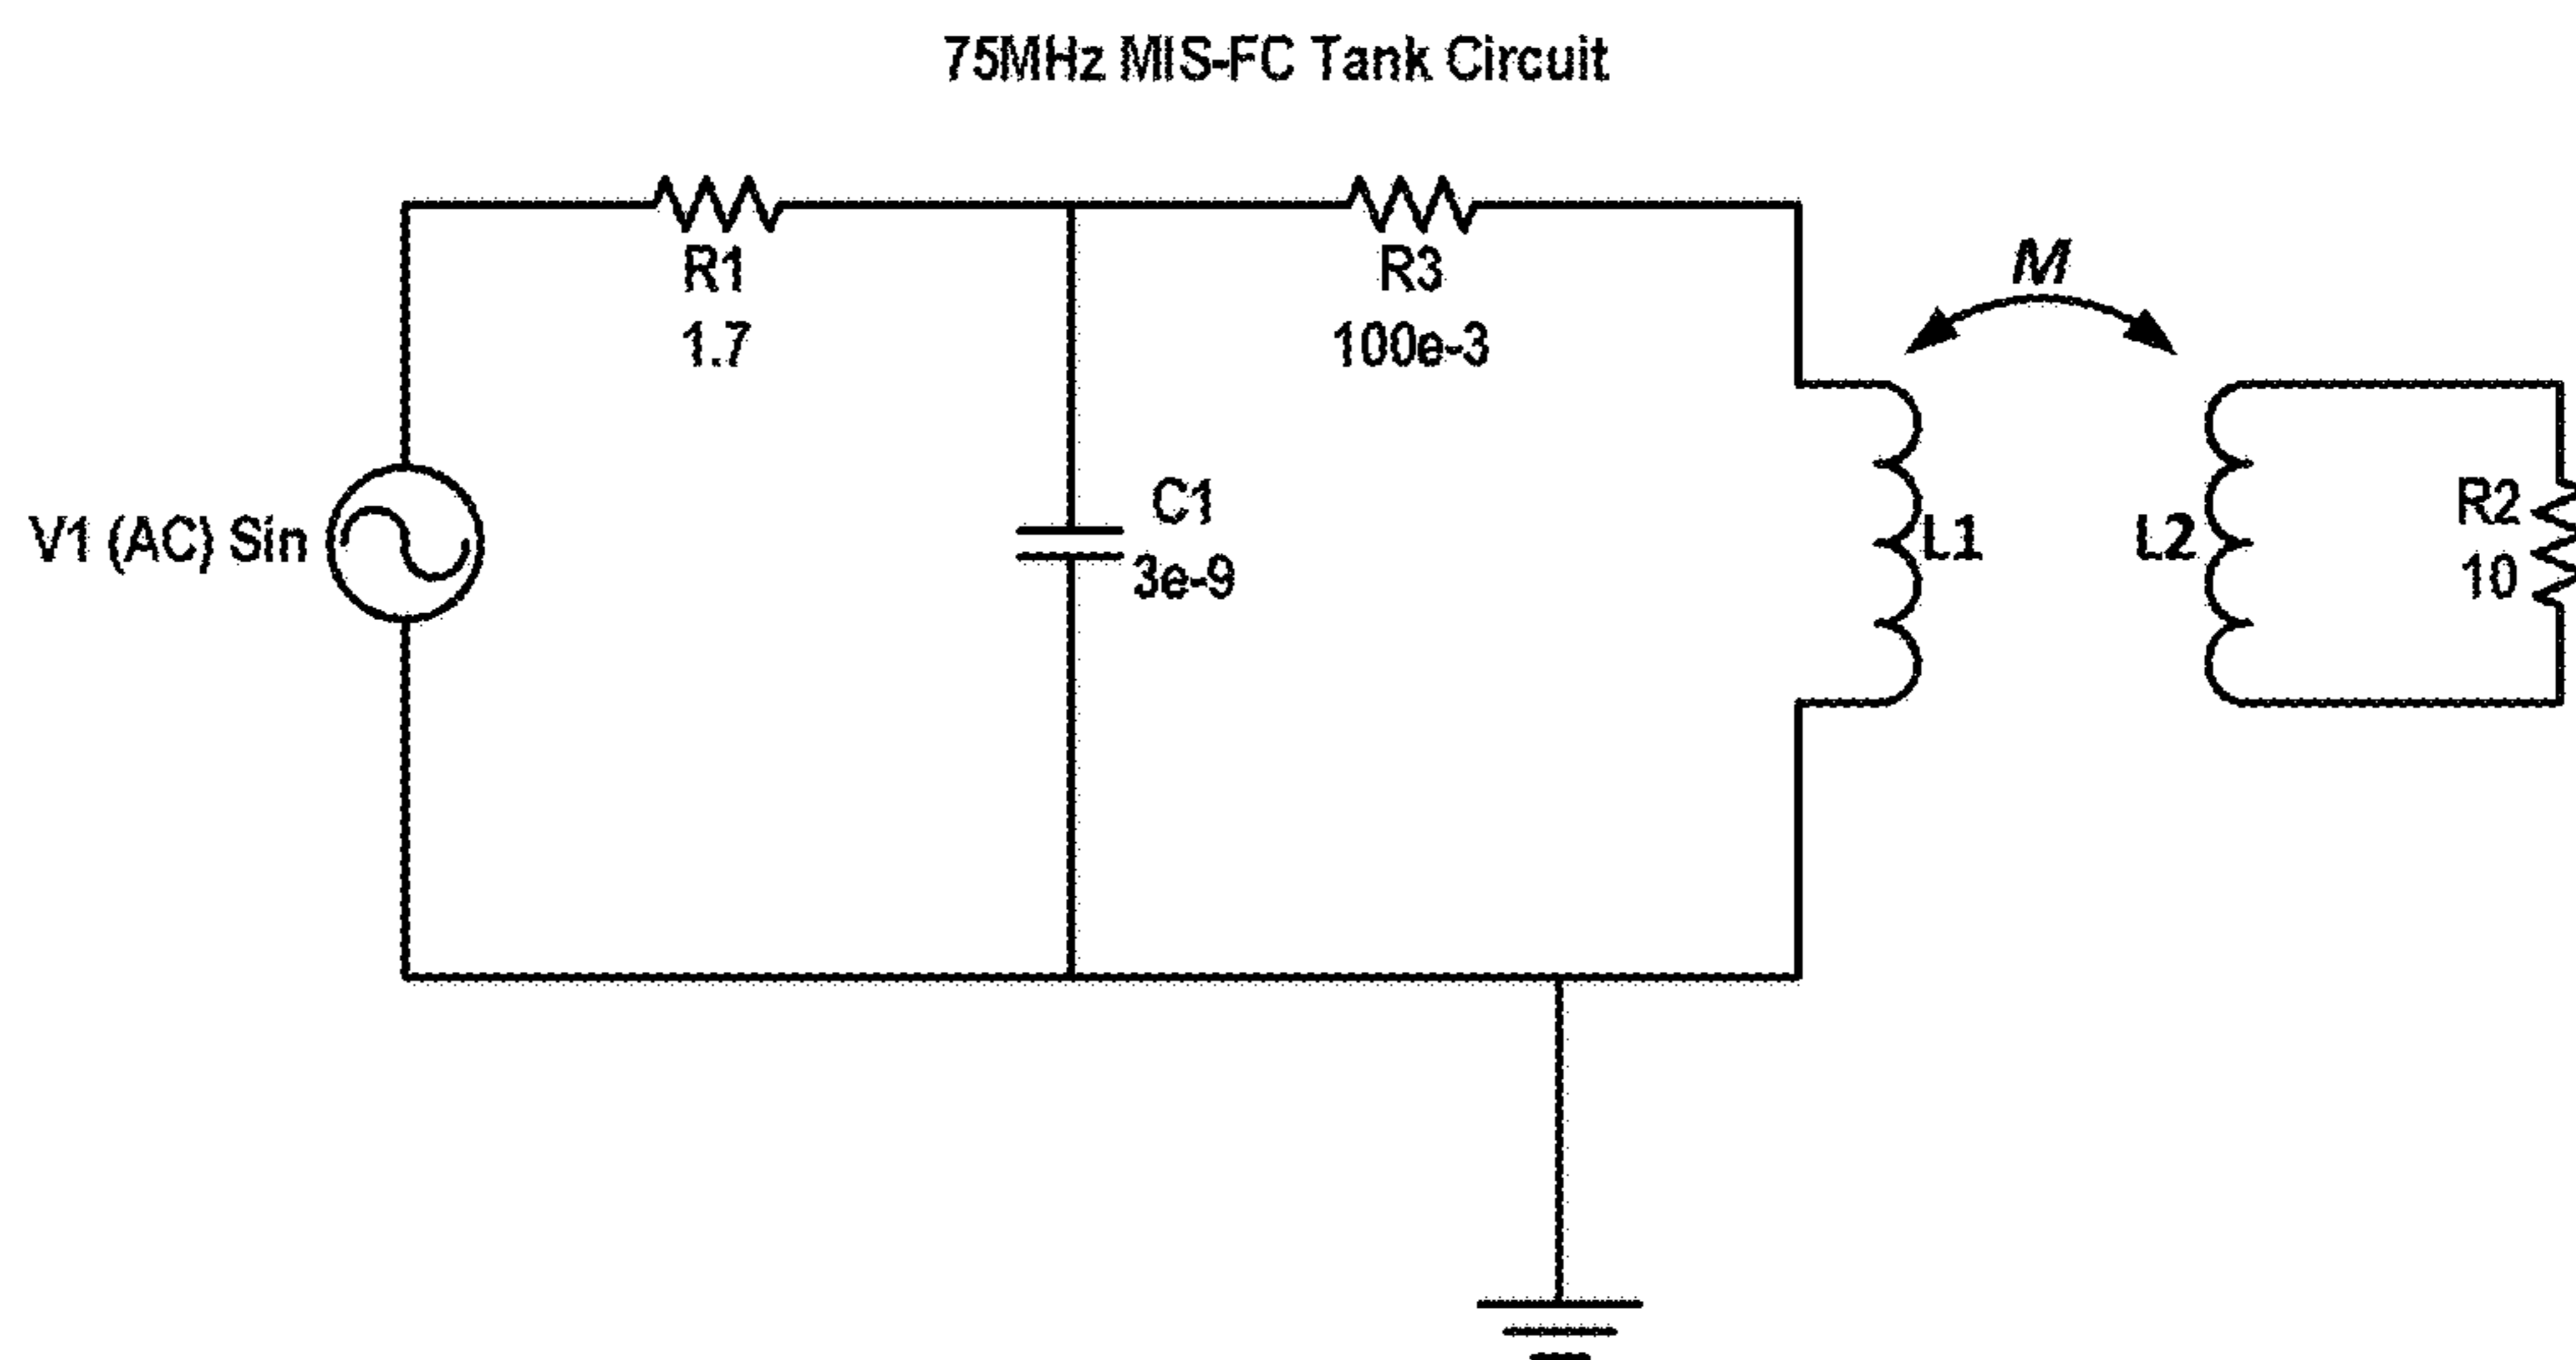 75MHz MIS-FC Tank Circuit
R1
1.7
R3
100e-3
M
V1 (AC) Sin
C1
3e-9
L1
L2
R2
10